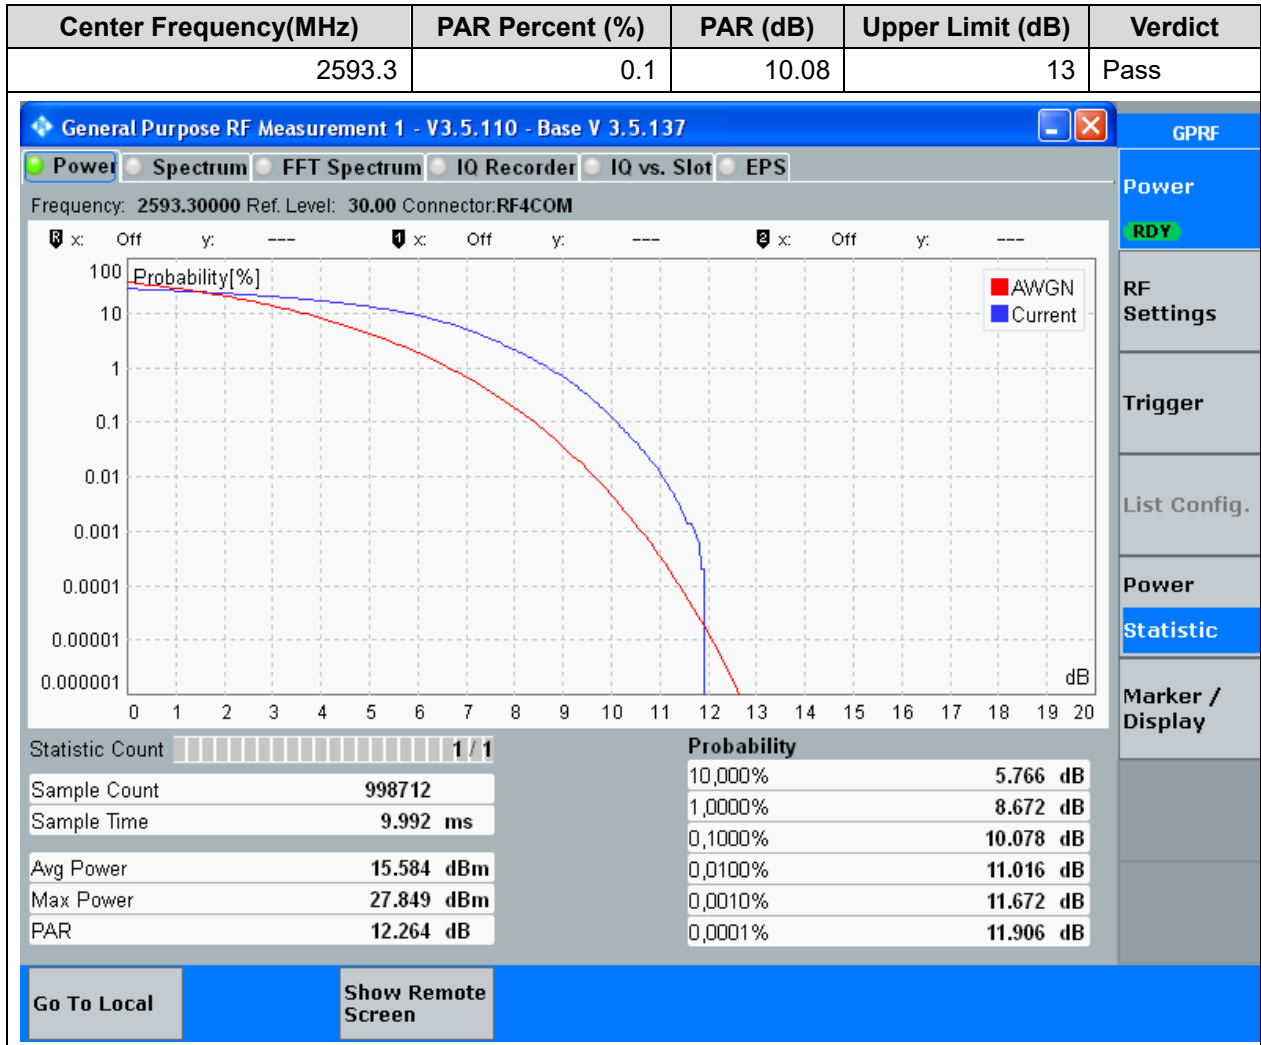 Center Frequency(MHz) PAR Percent (%) PAR (dB) Upper Limit (dB) Verdict
2593.3 0.1 10.08 13 Pass
General Purpose RF Measurement 1 - V3.5.110 - Base V 3.5.137
GPRF
Power Spectrum FFT Spectrum IQ Recorder IQ vs. Slot EPS
Frequency: 2593.30000 Ref. Level: 30.00 Connector:RF4COM
R x: Off y: --- 1 x: Off y: --- 2 x: Off y: ---
Probability[%]
AWGN
Current
100
10
1
0.1
0.01
0.001
0.0001
0.00001
0.000001
dB
0 1 2 3 4 5 6 7 8 9 10 11 12 13 14 15 16 17 18 19 20
Statistic Count 1 / 1
Sample Count 998712
Sample Time 9.992 ms
Avg Power 15.584 dBm
Max Power 27.849 dBm
PAR 12.264 dB
Probability
10,000% 5.766 dB
1,0000% 8.672 dB
0,1000% 10.078 dB
0,0100% 11.016 dB
0,0010% 11.672 dB
0,0001% 11.906 dB
Power
RDY
RF
Settings
Trigger
List Config.
Power
Statistic
Marker /
Display
Go To Local
Show Remote
Screen